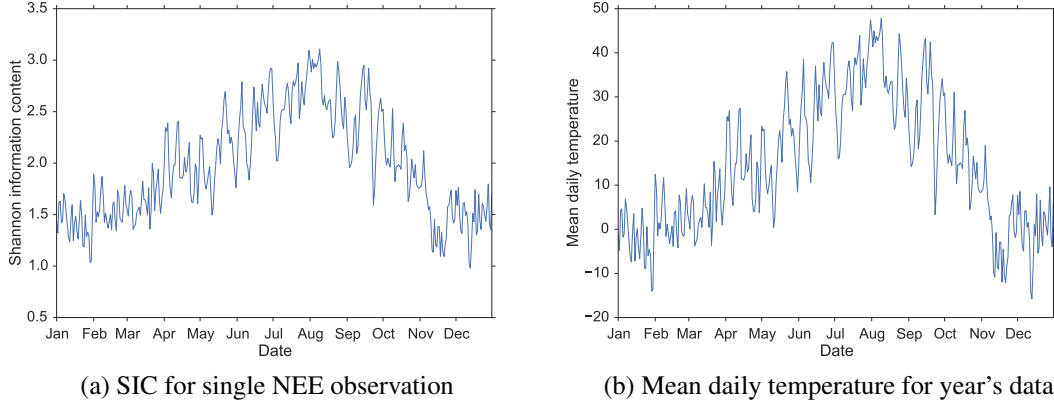 3.5
3.0
2.5
2.0
1.5
1.0
0.5
Shannon information content
Jan Feb Mar Apr May Jun Jul Aug Sep Oct Nov Dec
Date
(a) SIC for single NEE observation
50
40
30
20
10
0
−10
−20
Mean daily temperature
Jan Feb Mar Apr May Jun Jul Aug Sep Oct Nov Dec
Date
(b) Mean daily temperature for year's data